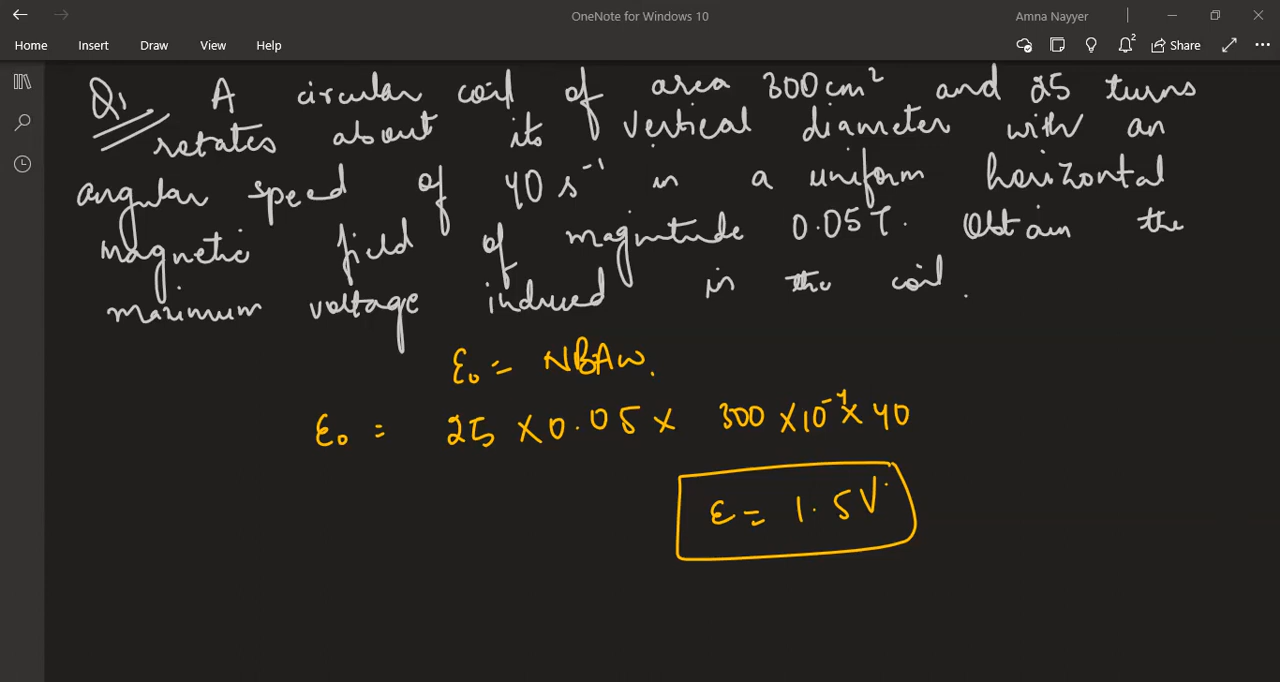 OneNote for Windows 10
Amna Nayyer
Home Insert Draw View Help
2 Share
Q1 A circular coil of area 300 cm² and 25 turns
rotates about its vertical diameter with an
angular speed of 40 s⁻¹ in a uniform horizontal
magnetic field of magnitude 0.05T. Obtain the
maximum voltage induced in the coil.
ε₀ = NBAω.
ε₀ = 25 × 0.05 × 300 × 10⁻⁴ × 40
ε = 1.5V